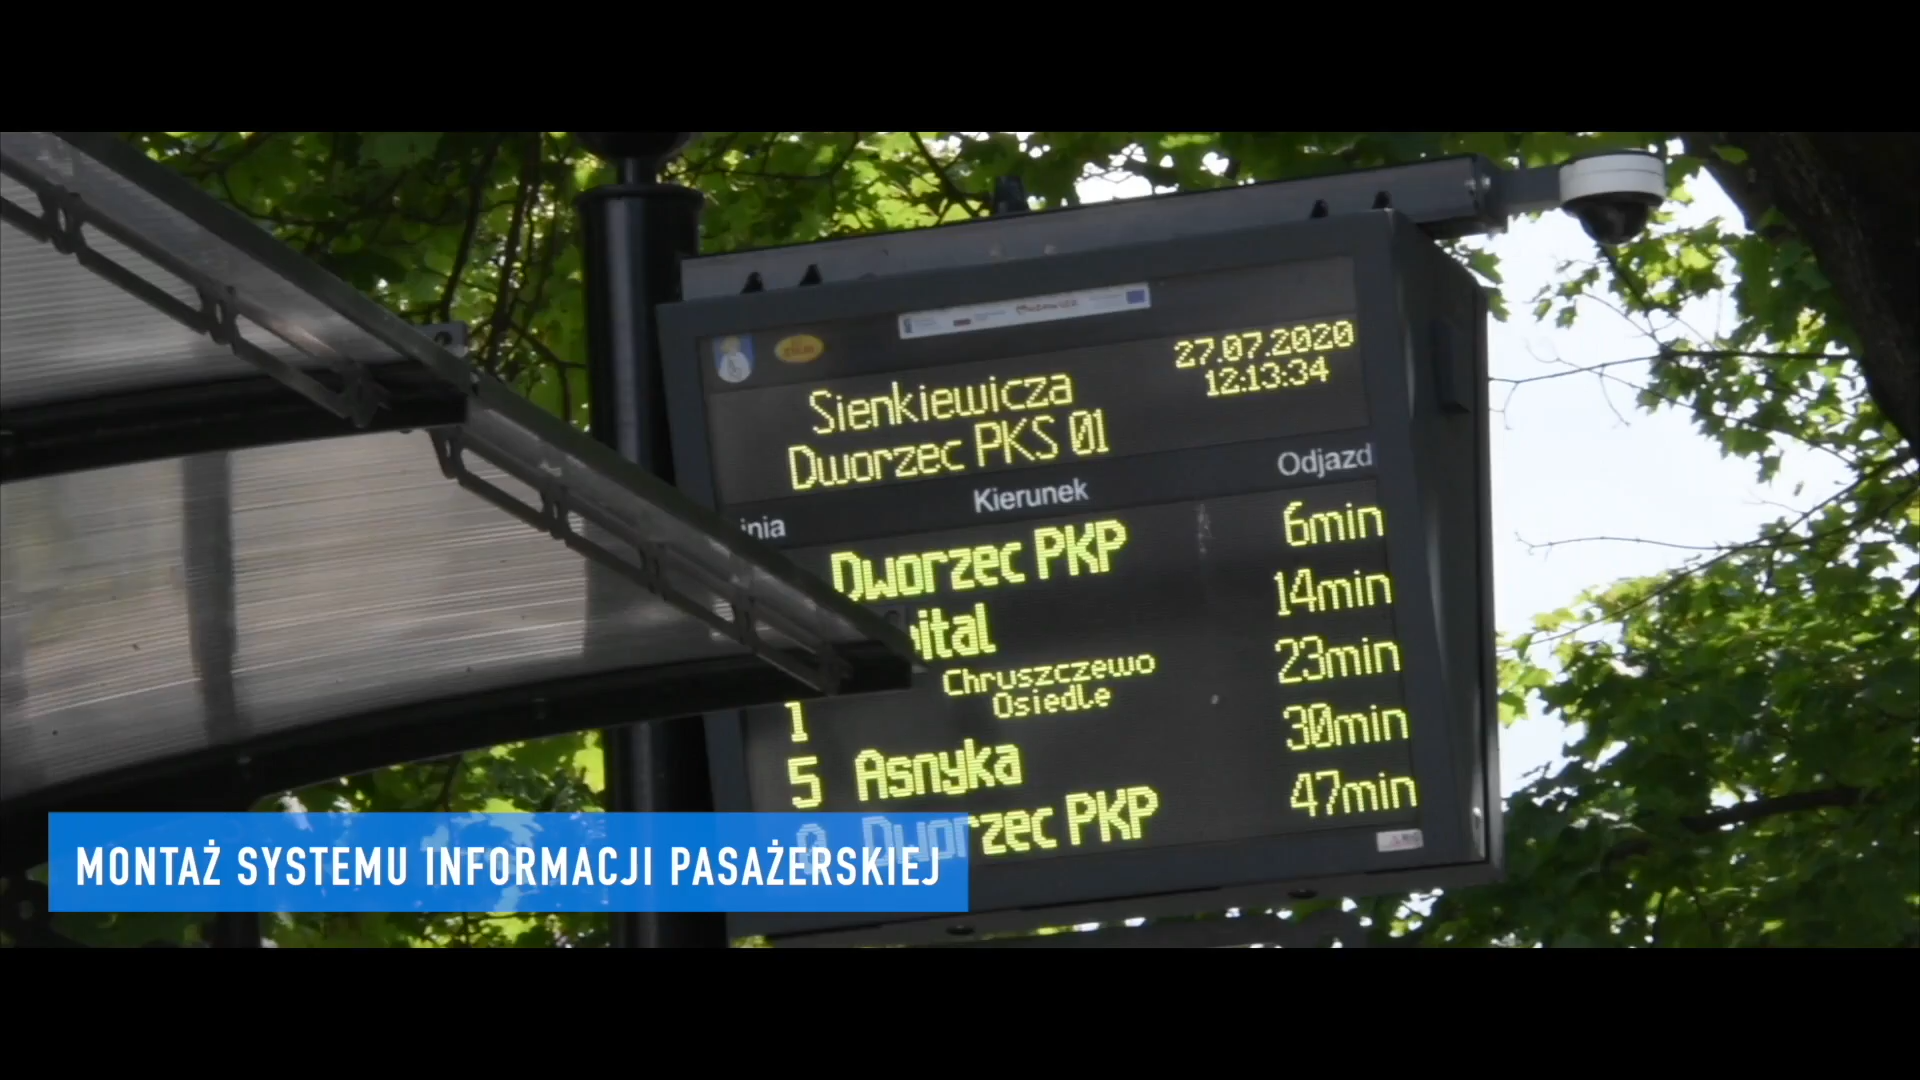 27.07.2020
12:13:34
Sienkiewicza
Dworzec PKS 01
Kierunek
Odjazd
Dworzec PKP 6min
14min
1 Chruszczewo Osiedle 23min
5 Asnyka 30min
Dworzec PKP 47min
MONTAŻ SYSTEMU INFORMACJI PASAŻERSKIEJ